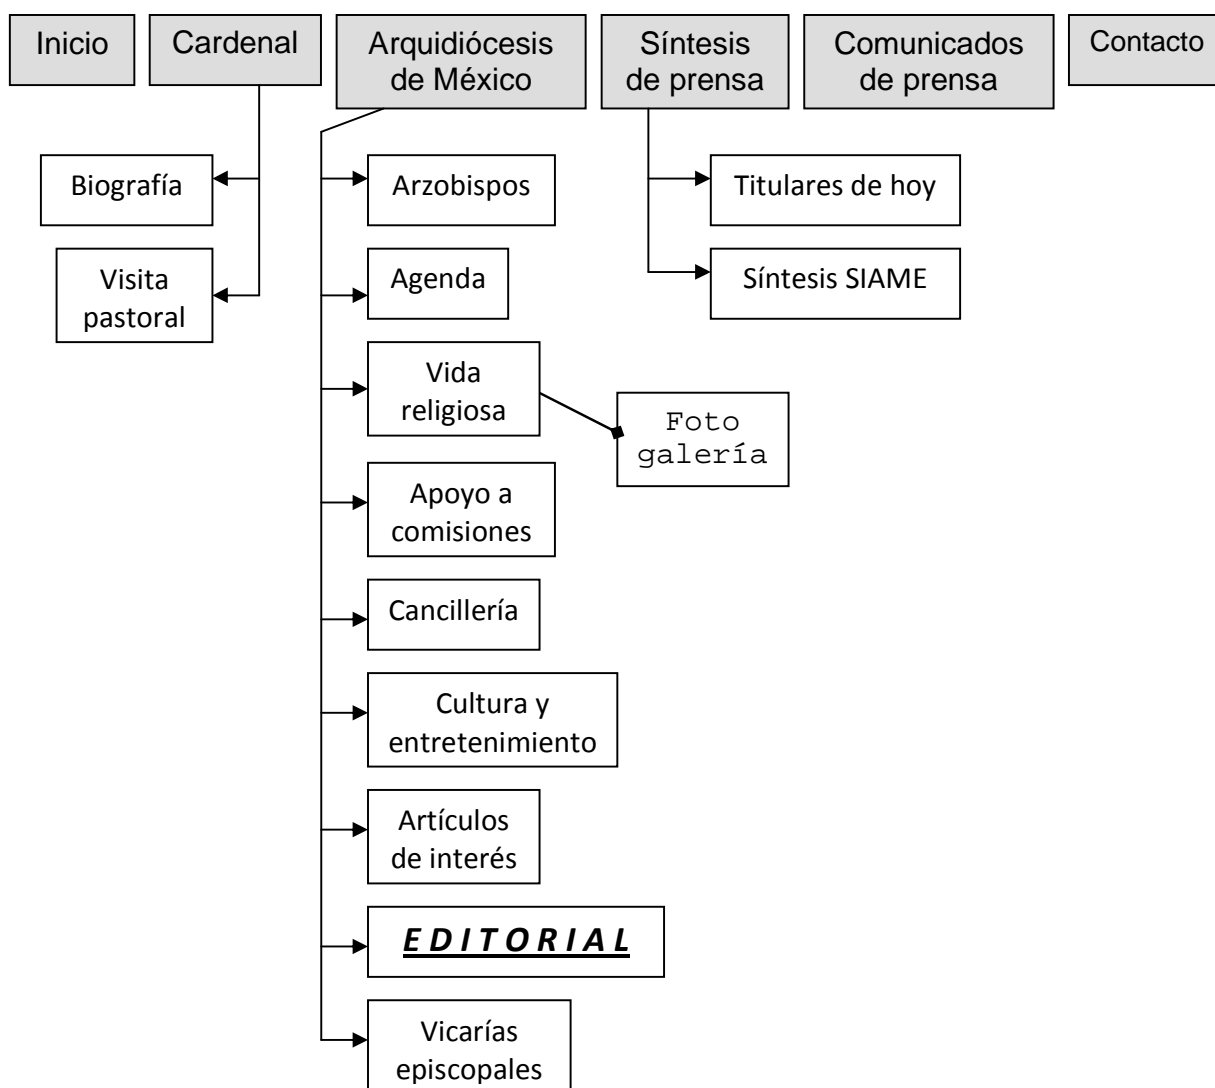 Inicio
Cardenal
Arquidiócesis
de México
Síntesis
de prensa
Comunicados
de prensa
Contacto
Biografía
Visita
pastoral
Arzobispos
Agenda
Vida
religiosa
Foto
galería
Apoyo a
comisiones
Cancillería
Cultura y
entretenimiento
Artículos
de interés
E D I T O R I A L
Vicarías
episcopales
Titulares de hoy
Síntesis SIAME